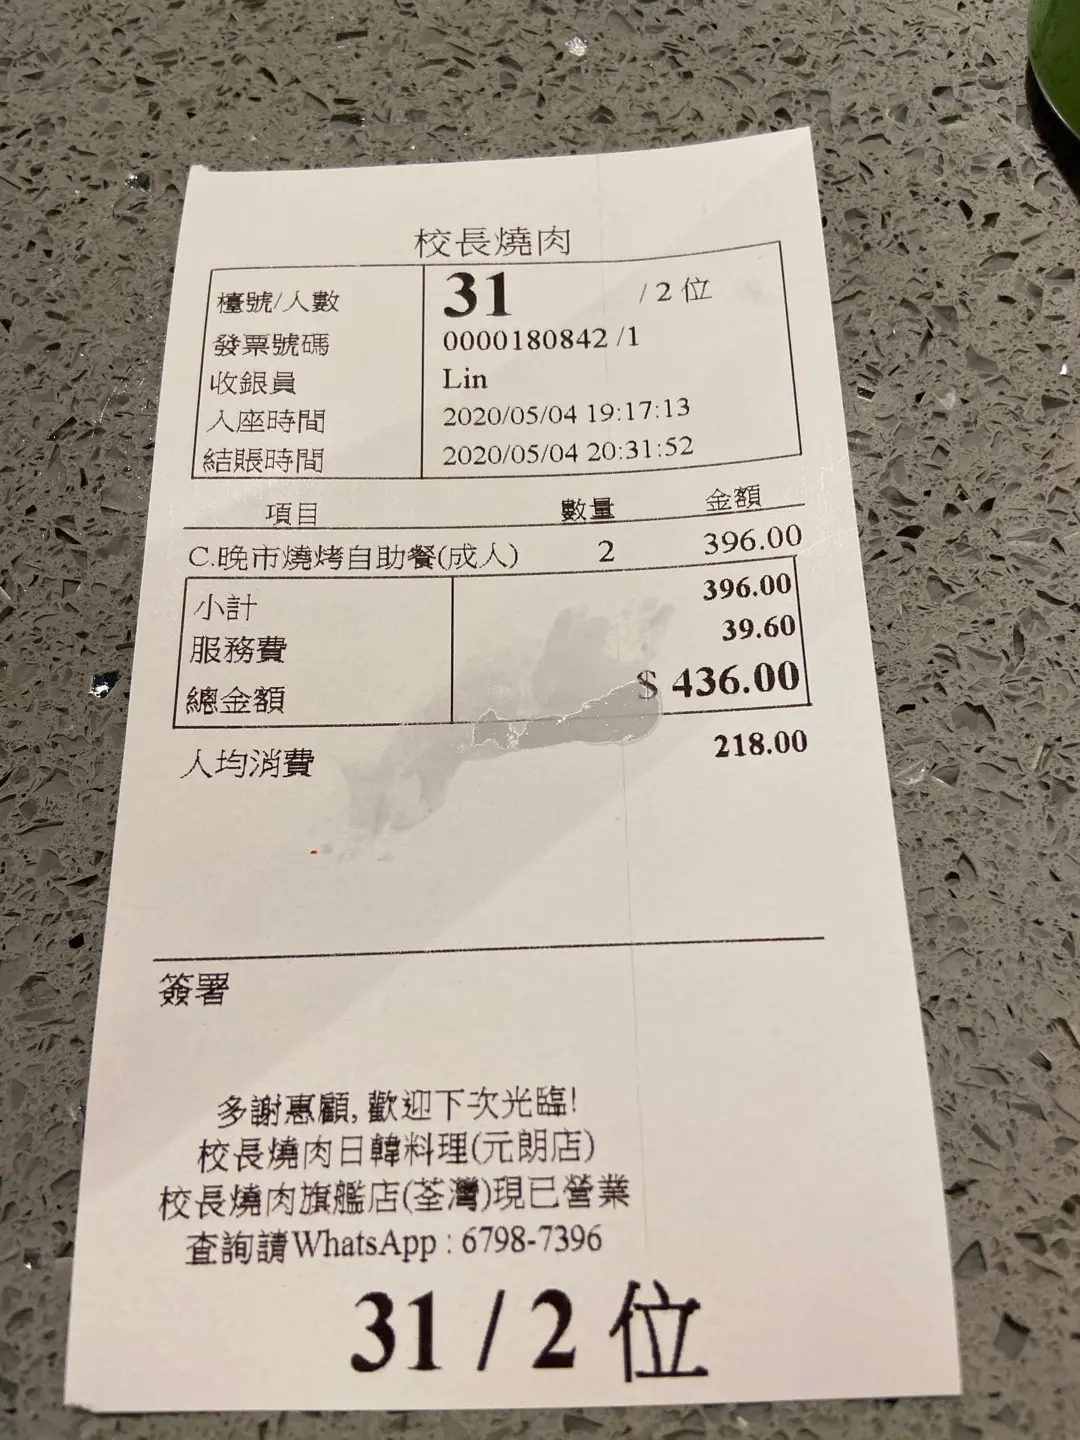 校長燒肉
檯號/人數 31 / 2 位
發票號碼 0000180842 /1
收銀員 Lin
入座時間 2020/05/04 19:17:13
結賬時間 2020/05/04 20:31:52
項目 數量 金額
C.晚市燒烤自助餐(成人) 2 396.00
小計 396.00
服務費 39.60
總金額 $ 436.00
人均消費 218.00
簽署
多謝惠顧, 歡迎下次光臨!
校長燒肉日韓料理(元朗店)
校長燒肉旗艦店(荃灣)現已營業
查詢請WhatsApp : 6798-7396
31 / 2 位